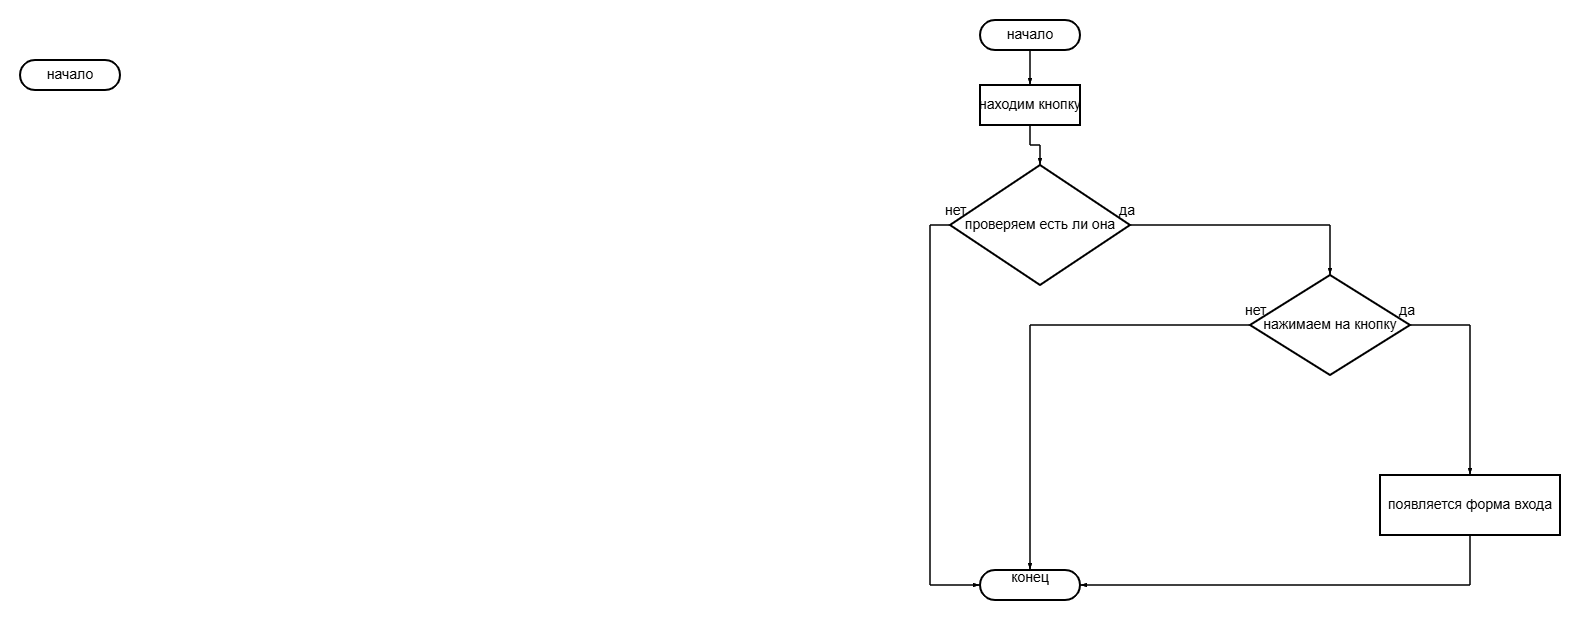 начало
начало
находим кнопку
нет
да
проверяем есть ли она
нет
да
нажимаем на кнопку
появляется форма входа
конец